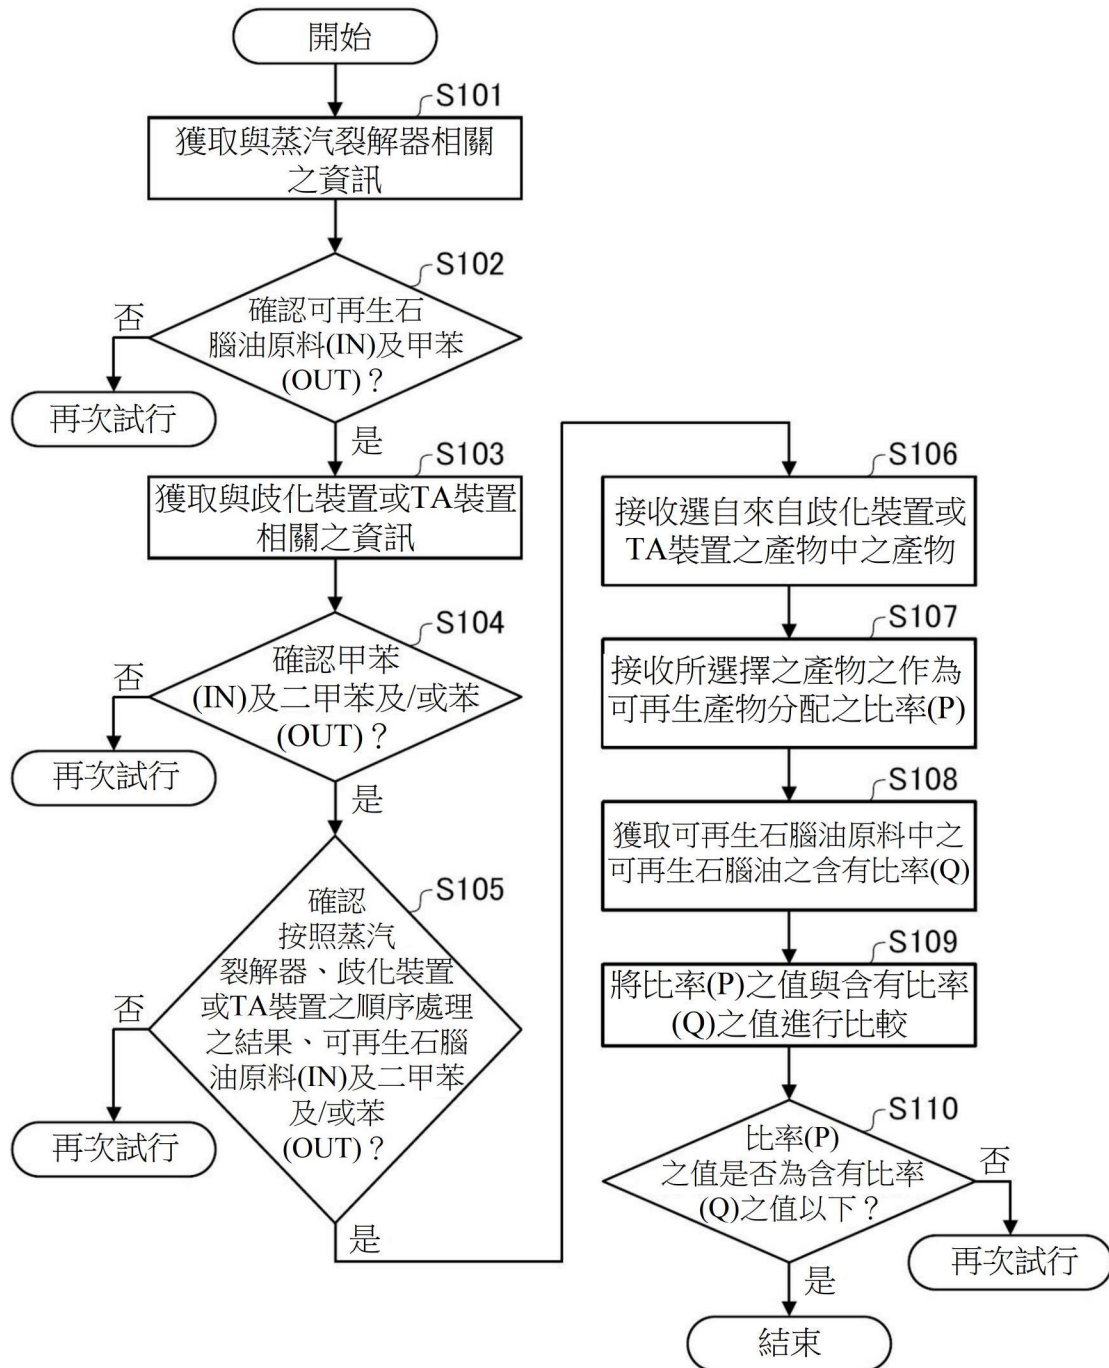 開始
S101
獲取與蒸汽裂解器相關
之資訊
S102
確認可再生石
腦油原料(IN)及甲苯
(OUT)?
否
再次試行
是
S103
獲取與歧化裝置或TA裝置
相關之資訊
S104
確認甲苯
(IN)及二甲苯及/或苯
(OUT)?
否
再次試行
是
S105
確認
按照蒸汽
裂解器、歧化裝置
或TA裝置之順序處理
之結果、可再生石腦
油原料(IN)及二甲苯
及/或苯
(OUT)?
否
再次試行
是
S106
接收選自來自歧化裝置或
TA裝置之產物中之產物
S107
接收所選擇之產物之作為
可再生產物分配之比率(P)
S108
獲取可再生石腦油原料中之
可再生石腦油之含有比率(Q)
S109
將比率(P)之值與含有比率
(Q)之值進行比較
S110
比率(P)
之值是否為含有比率
(Q)之值以下?
否
再次試行
是
結束